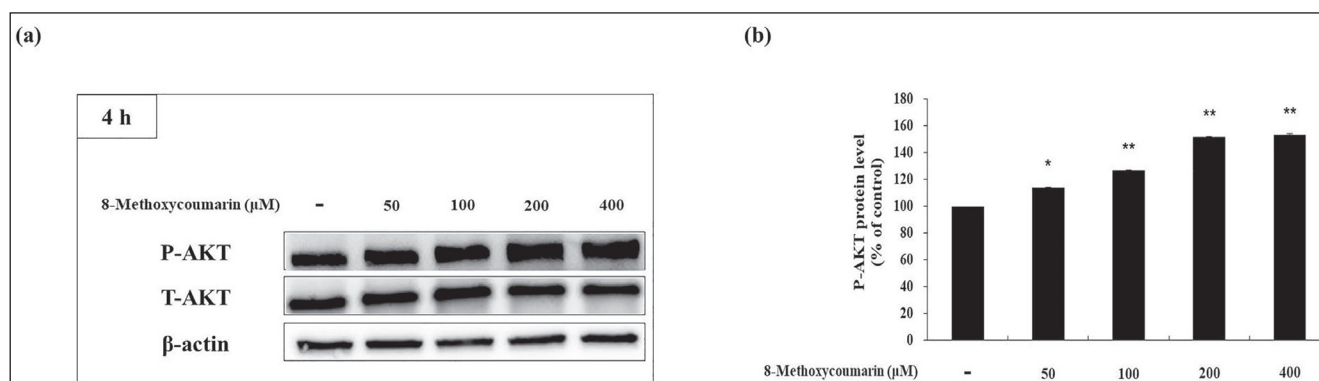 (a)
4 h
8-Methoxycoumarin (µM) - 50 100 200 400
P-AKT
T-AKT
β-actin
(b)
P-AKT protein level
(% of control)
180
160
140
120
100
80
60
40
20
0
*
**
**
**
8-Methoxycoumarin (µM) - 50 100 200 400